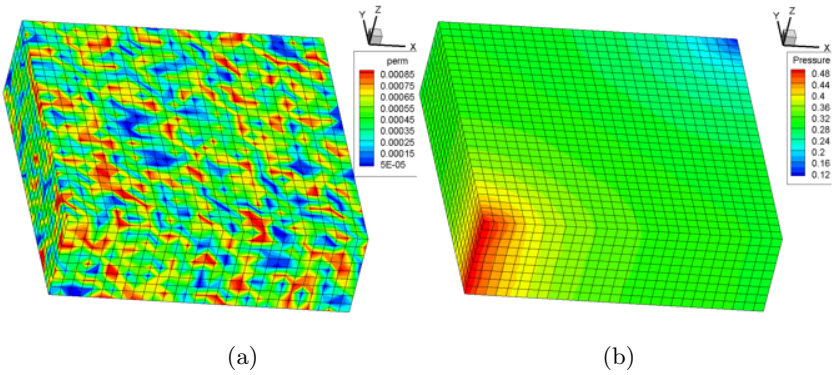 Y Z
X
perm
0.00085
0.00075
0.00065
0.00055
0.00045
0.00035
0.00025
0.00015
5E-05
Y Z
X
Pressure
0.48
0.44
0.4
0.36
0.32
0.28
0.24
0.2
0.16
0.12
(a)
(b)